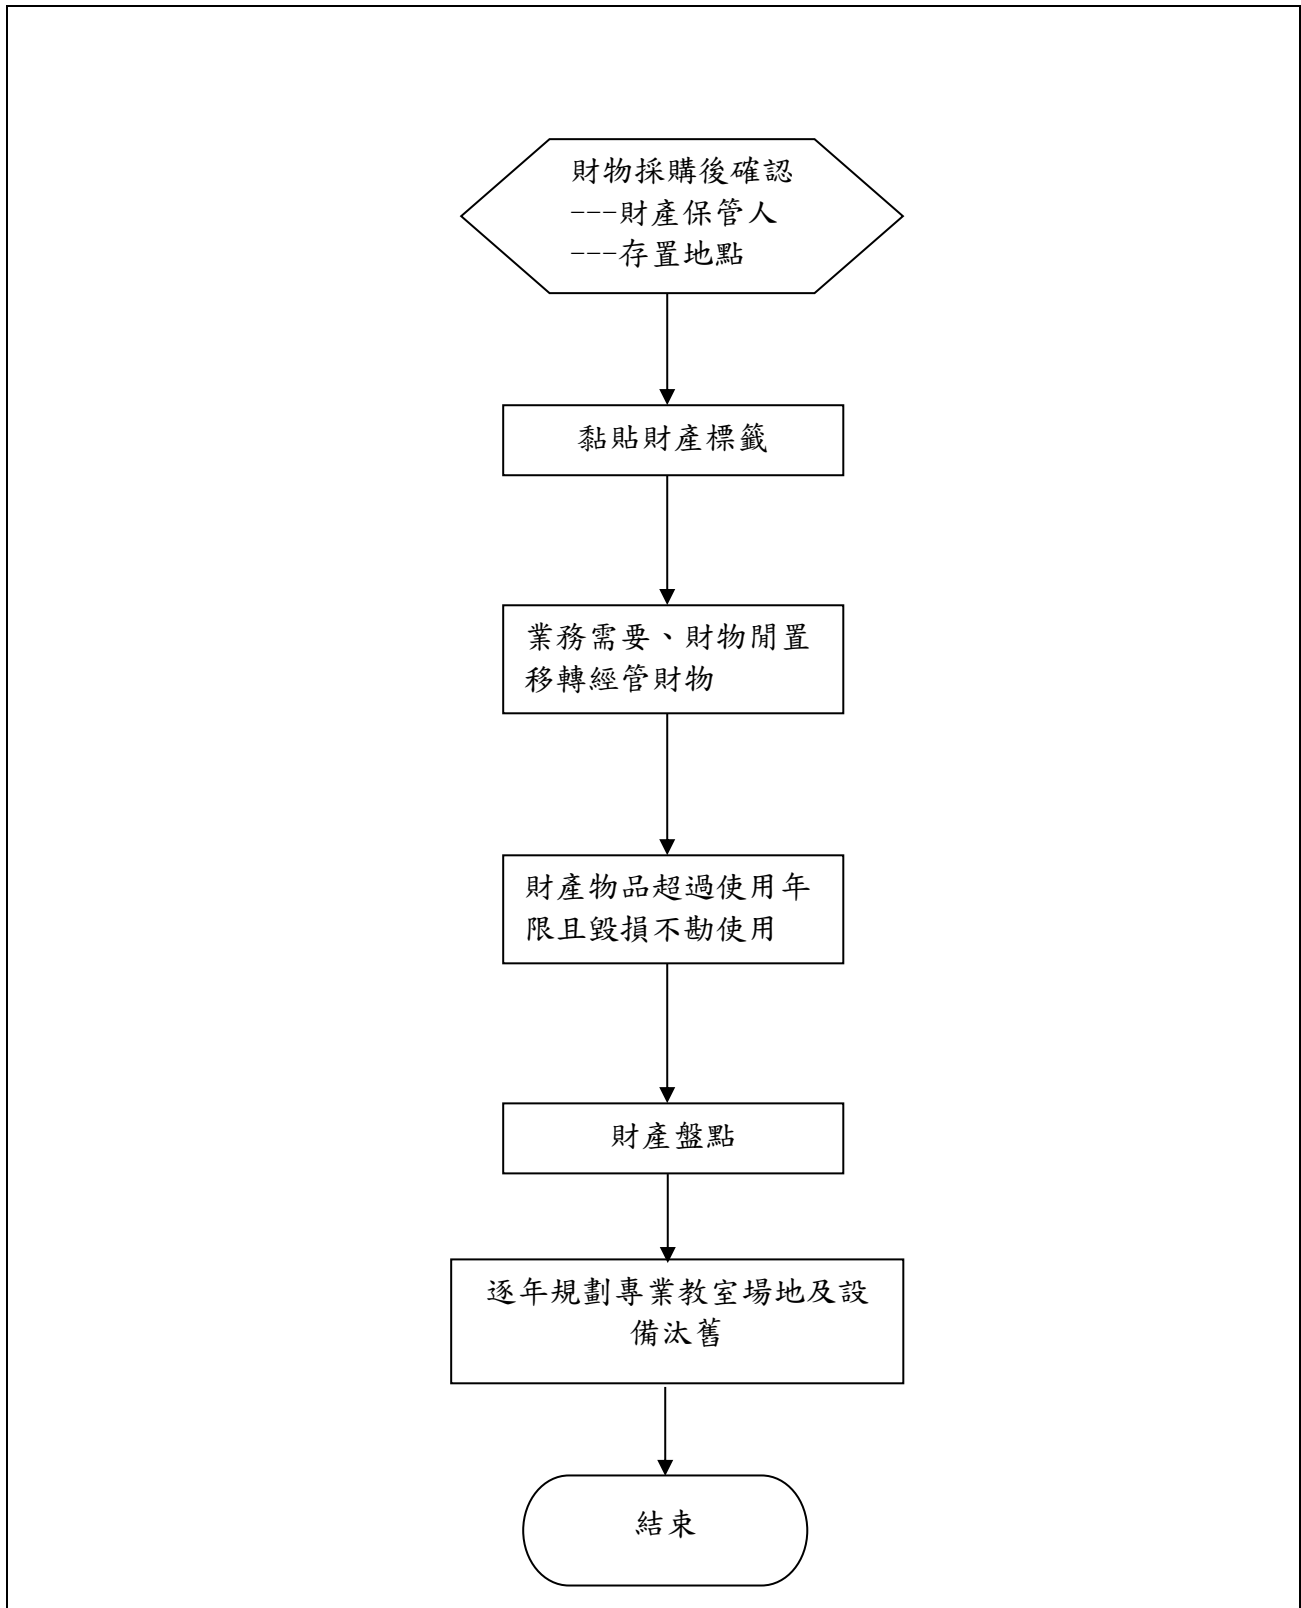 財物採購後確認
---財產保管人
---存置地點
黏貼財產標籤
業務需要、財物閒置
移轉經管財物
財產物品超過使用年
限且毀損不勘使用
財產盤點
逐年規劃專業教室場地及設
備汰舊
結束